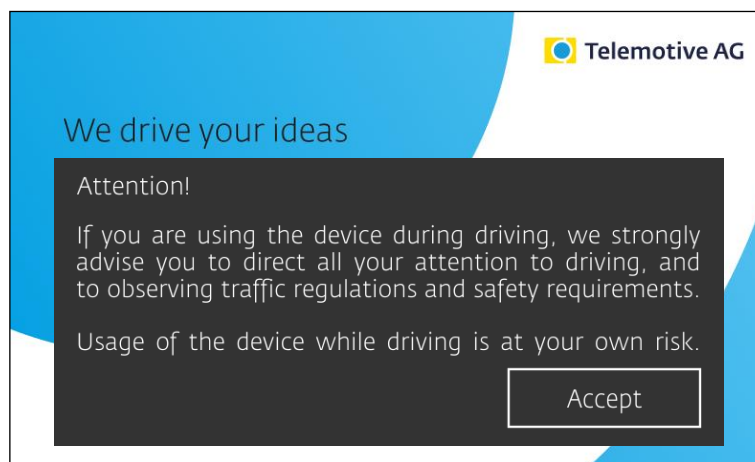 Telemotive AG
We drive your ideas
Attention!
If you are using the device during driving, we strongly
advise you to direct all your attention to driving, and
to observing traffic regulations and safety requirements.
Usage of the device while driving is at your own risk.
Accept